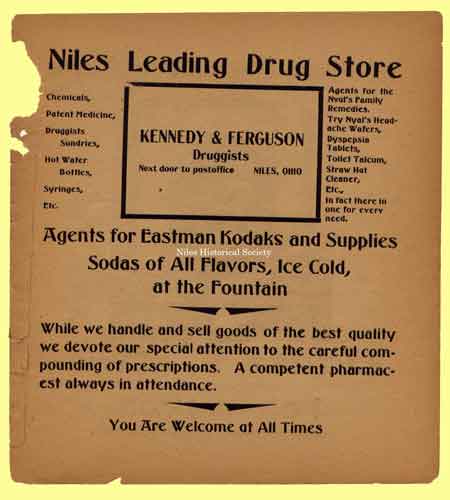 Niles Leading Drug Store
Chemicals,
Patent Medicine,
Druggists
Sundries,
Hot Water
Bottles,
Syringes,
Etc.
KENNEDY & FERGUSON
Druggists
Next door to postoffice NILES, OHIO
Agents for the
Nyal's Family
Remedies.
Try Nyal's Head-
ache Wafers,
Dyspepsia
Tablets,
Toilet Talcum,
Straw Hat
Cleaner,
Etc.,
In fact there is
one for every
need.
Agents for Eastman Kodaks and Supplies
Niles Historical Society
Sodas of All Flavors, Ice Cold,
at the Fountain
While we handle and sell goods of the best quality
we devote our special attention to the careful com-
pounding of prescriptions. A competent pharmac-
est always in attendance.
You Are Welcome at All Times